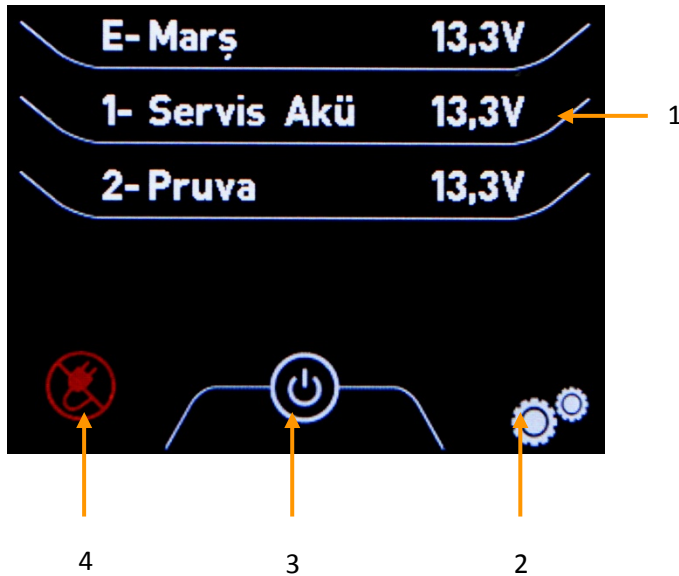 E- Marş 13,3V
1- Servis Akü 13,3V
1
2- Pruva 13,3V
4 3 2